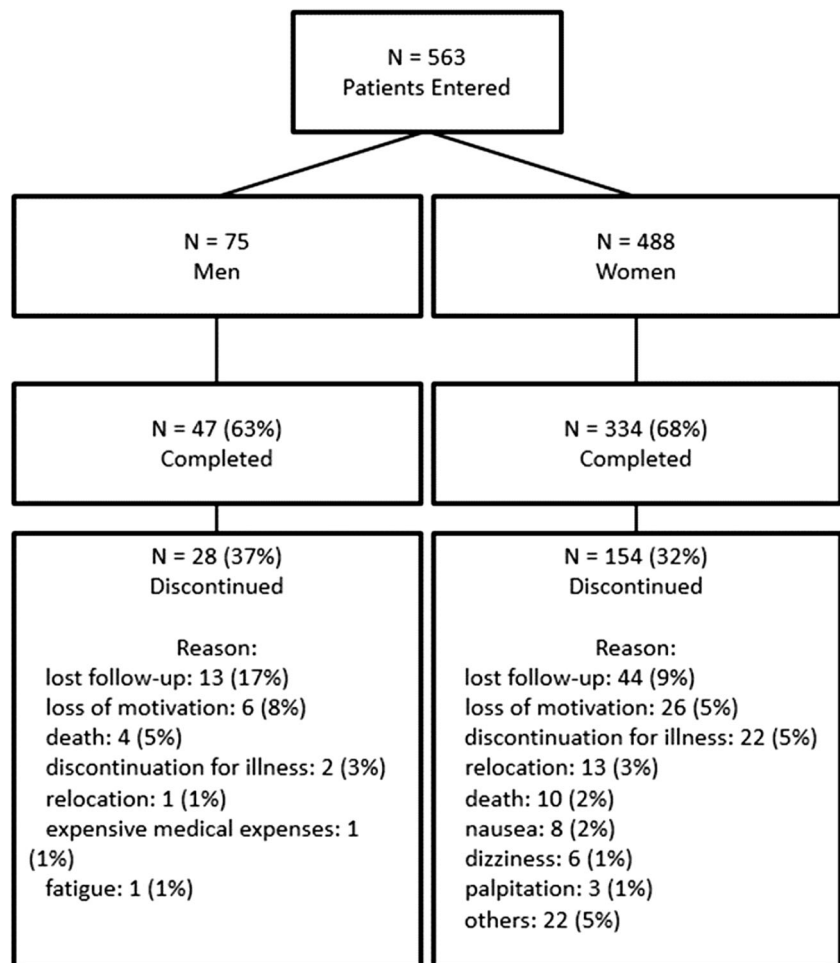 N = 563
Patients Entered
N = 75
Men
N = 488
Women
N = 47 (63%)
Completed
N = 334 (68%)
Completed
N = 28 (37%)
Discontinued
Reason:
lost follow-up: 13 (17%)
loss of motivation: 6 (8%)
death: 4 (5%)
discontinuation for illness: 2 (3%)
relocation: 1 (1%)
expensive medical expenses: 1
(1%)
fatigue: 1 (1%)
N = 154 (32%)
Discontinued
Reason:
lost follow-up: 44 (9%)
loss of motivation: 26 (5%)
discontinuation for illness: 22 (5%)
relocation: 13 (3%)
death: 10 (2%)
nausea: 8 (2%)
dizziness: 6 (1%)
palpitation: 3 (1%)
others: 22 (5%)